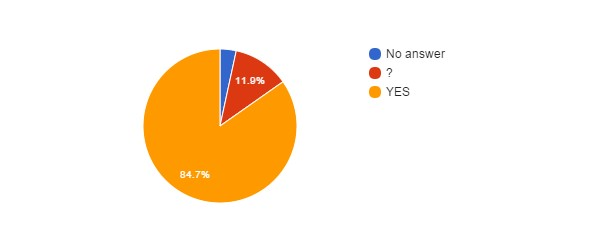 No answer
?
YES
11.9%
84.7%